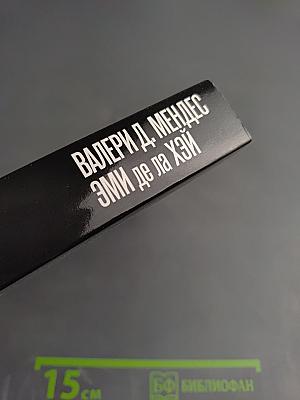 ВАЛЕРИ Д. МЕНДЕС
ЭМИ де ла ХЭЙ
15 см
БФ БИБЛИОФАН